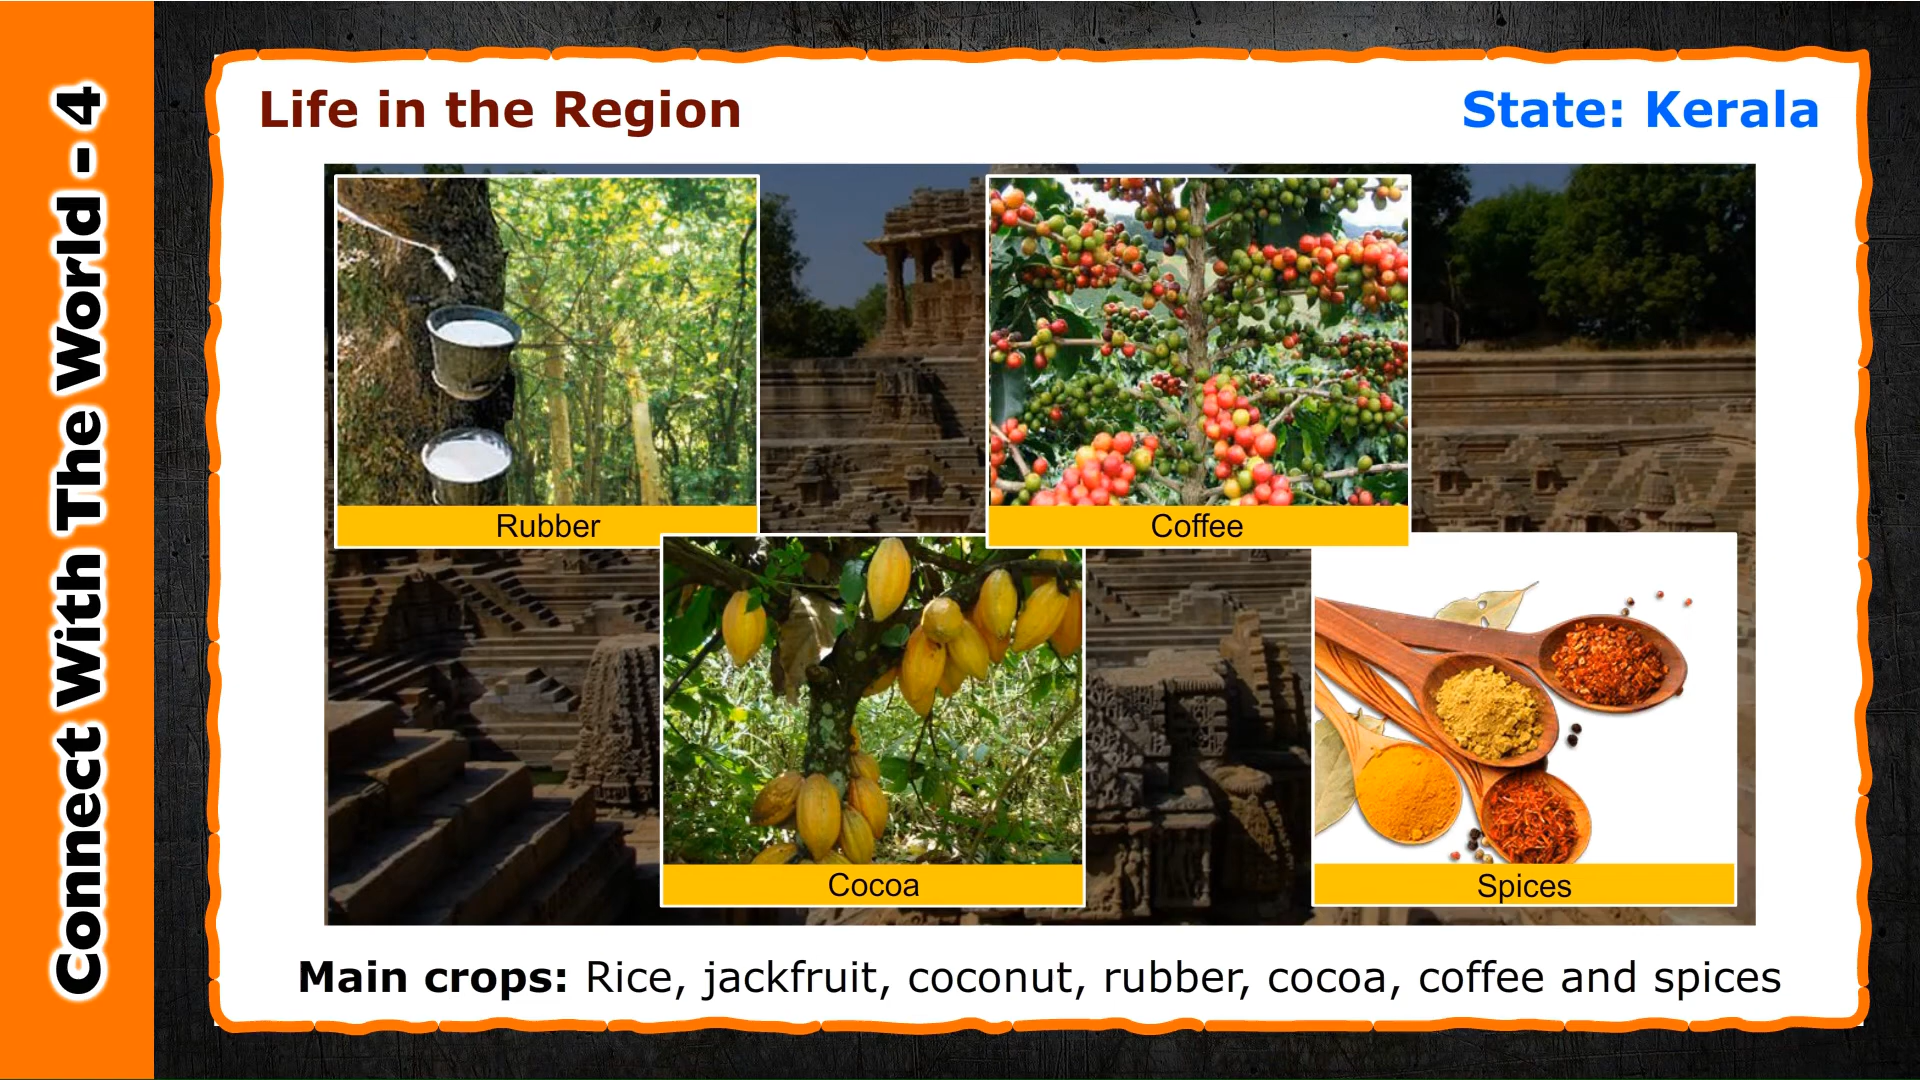 Connect With The World - 4
Life in the Region
State: Kerala
Rubber
Coffee
Cocoa
Spices
Main crops: Rice, jackfruit, coconut, rubber, cocoa, coffee and spices